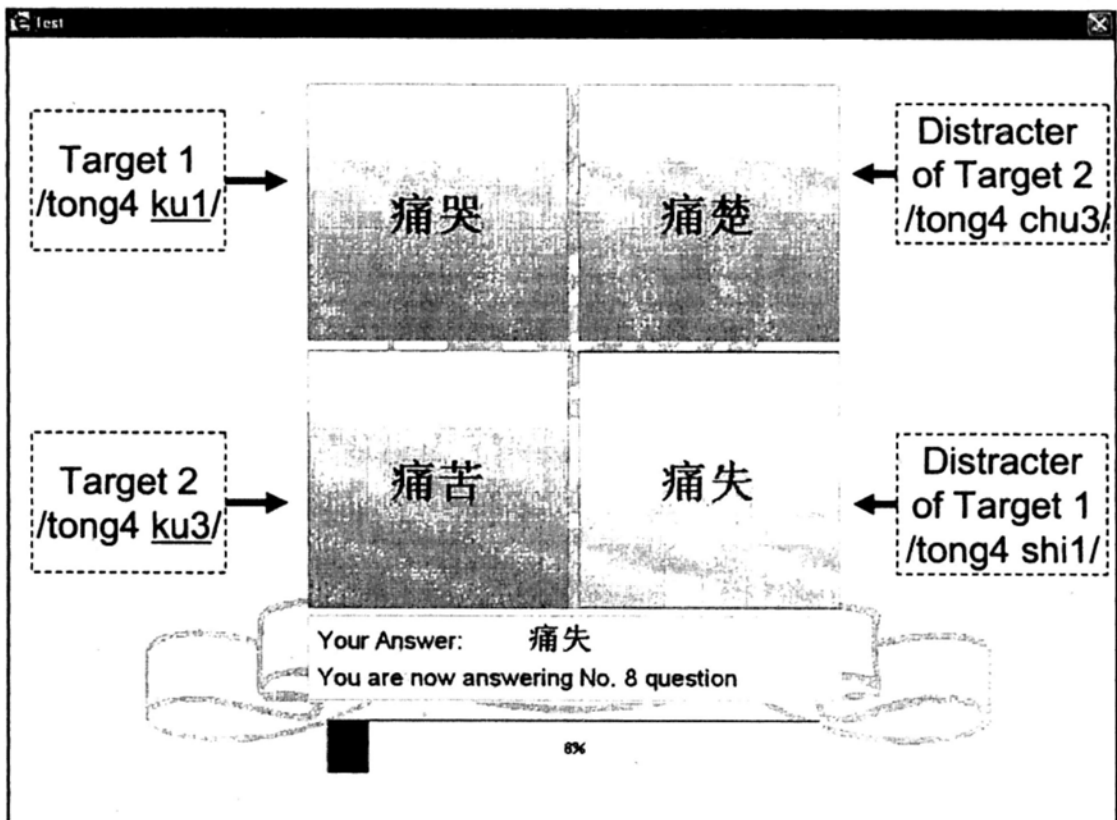 Test
Target 1
/tong4 ku1/
痛哭
痛楚
Distracter
of Target 2
/tong4 chu3/
Target 2
/tong4 ku3/
痛苦
痛失
Distracter
of Target 1
/tong4 shi1/
Your Answer: 痛失
You are now answering No. 8 question
8%